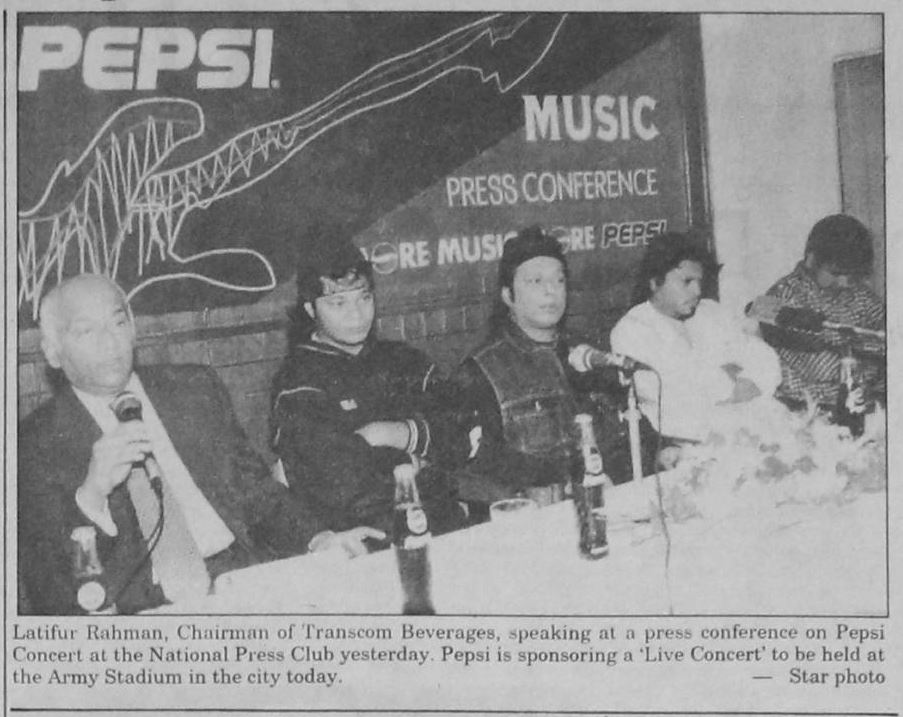 PEPSI
MUSIC
PRESS CONFERENCE
MUSIC
PEPSI
Latifur Rahman, Chairman of Transcom Beverages, speaking at a press conference on Pepsi
Concert at the National Press Club yesterday. Pepsi is sponsoring a ‘Live Concert’ to be held at
the Army Stadium in the city today. — Star photo